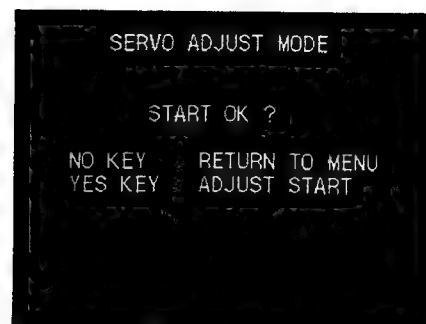 SERVO ADJUST MODE
START OK ?
NO KEY RETURN TO MENU
YES KEY ADJUST START